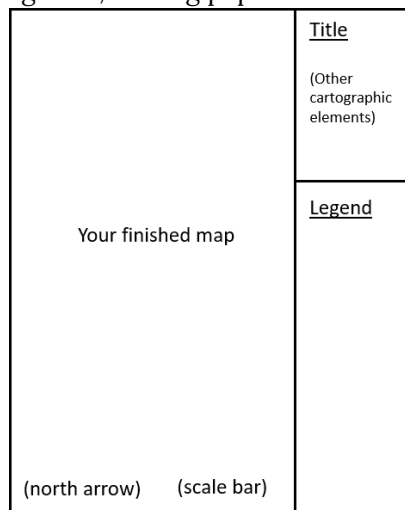 Title
(Other
cartographic
elements)
Legend
Your finished map
(north arrow) (scale bar)